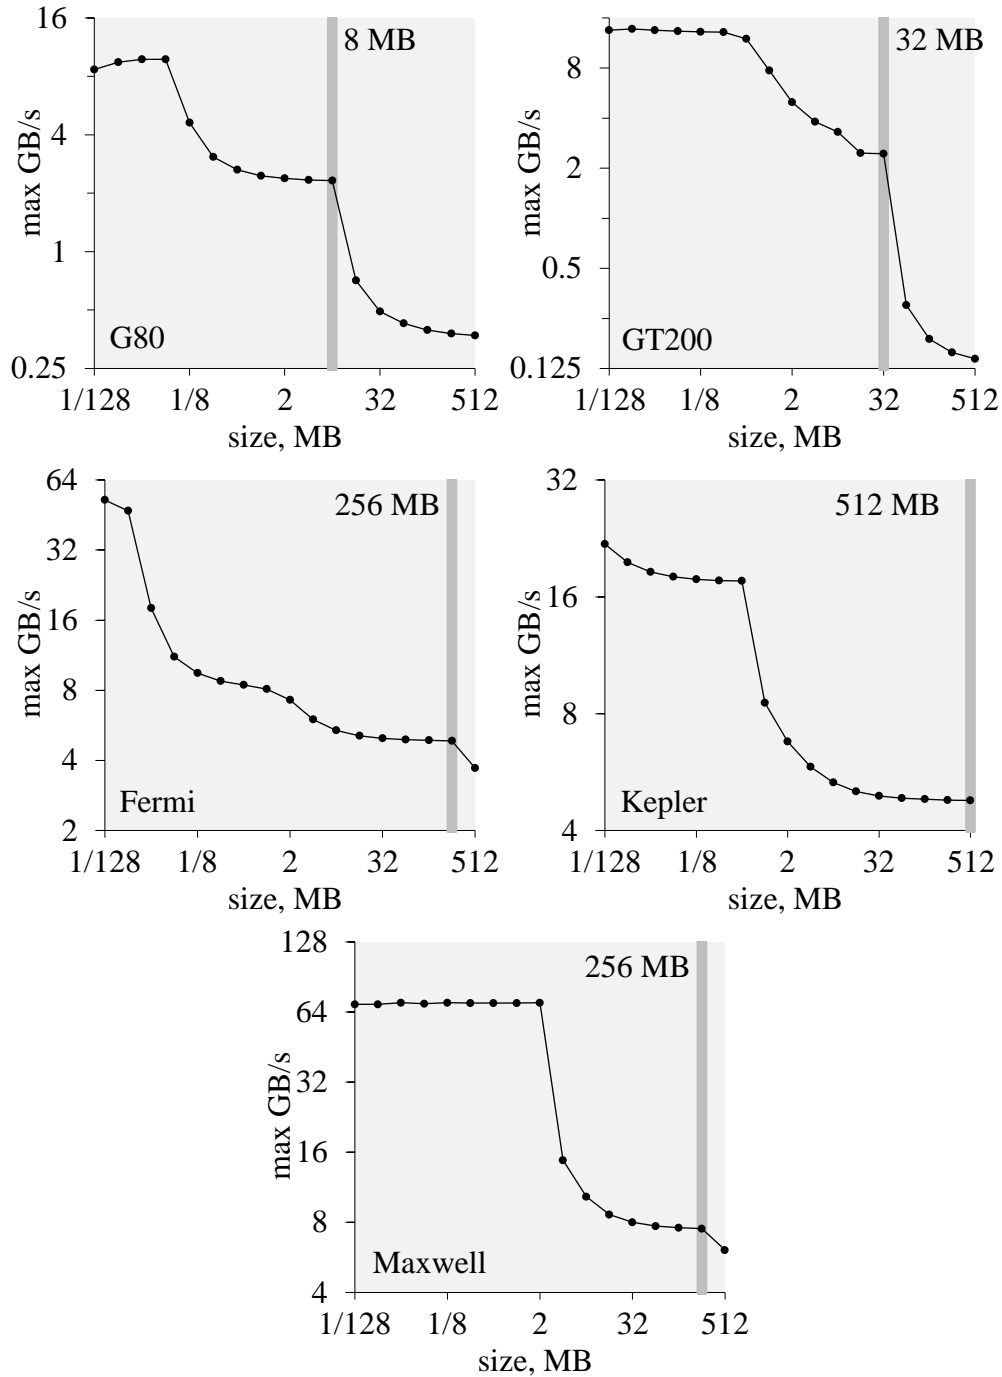 16
4
1
0.25
max GB/s
8 MB
G80
1/128 1/8 2 32 512
size, MB
8
2
0.5
0.125
max GB/s
32 MB
GT200
1/128 1/8 2 32 512
size, MB
64
32
16
8
4
2
max GB/s
256 MB
Fermi
1/128 1/8 2 32 512
size, MB
32
16
8
4
max GB/s
512 MB
Kepler
1/128 1/8 2 32 512
size, MB
128
64
32
16
8
4
max GB/s
256 MB
Maxwell
1/128 1/8 2 32 512
size, MB